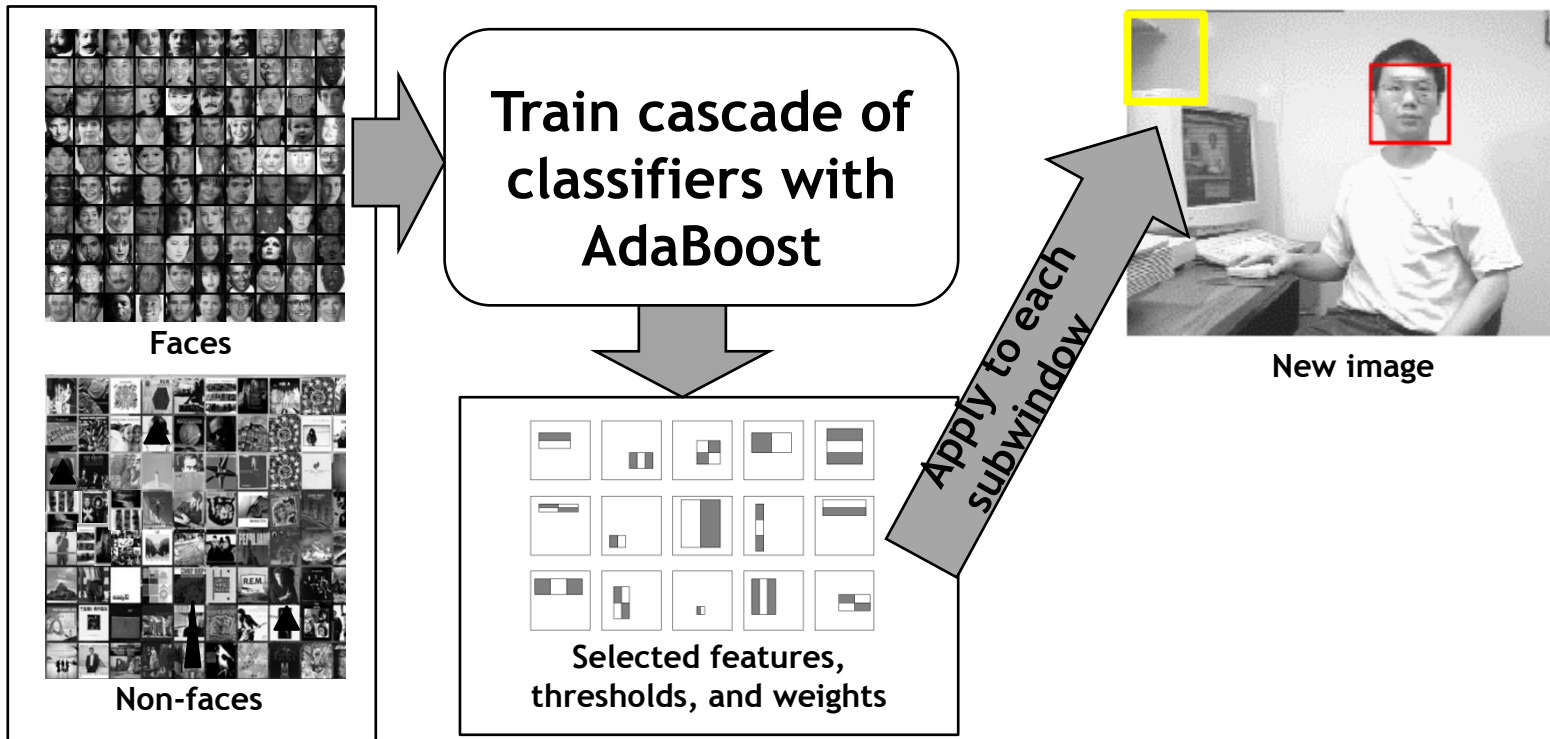 Faces
Non-faces
Train cascade of
classifiers with
AdaBoost
Selected features,
thresholds, and weights
Apply to each
subwindow
New image
R.E.M.